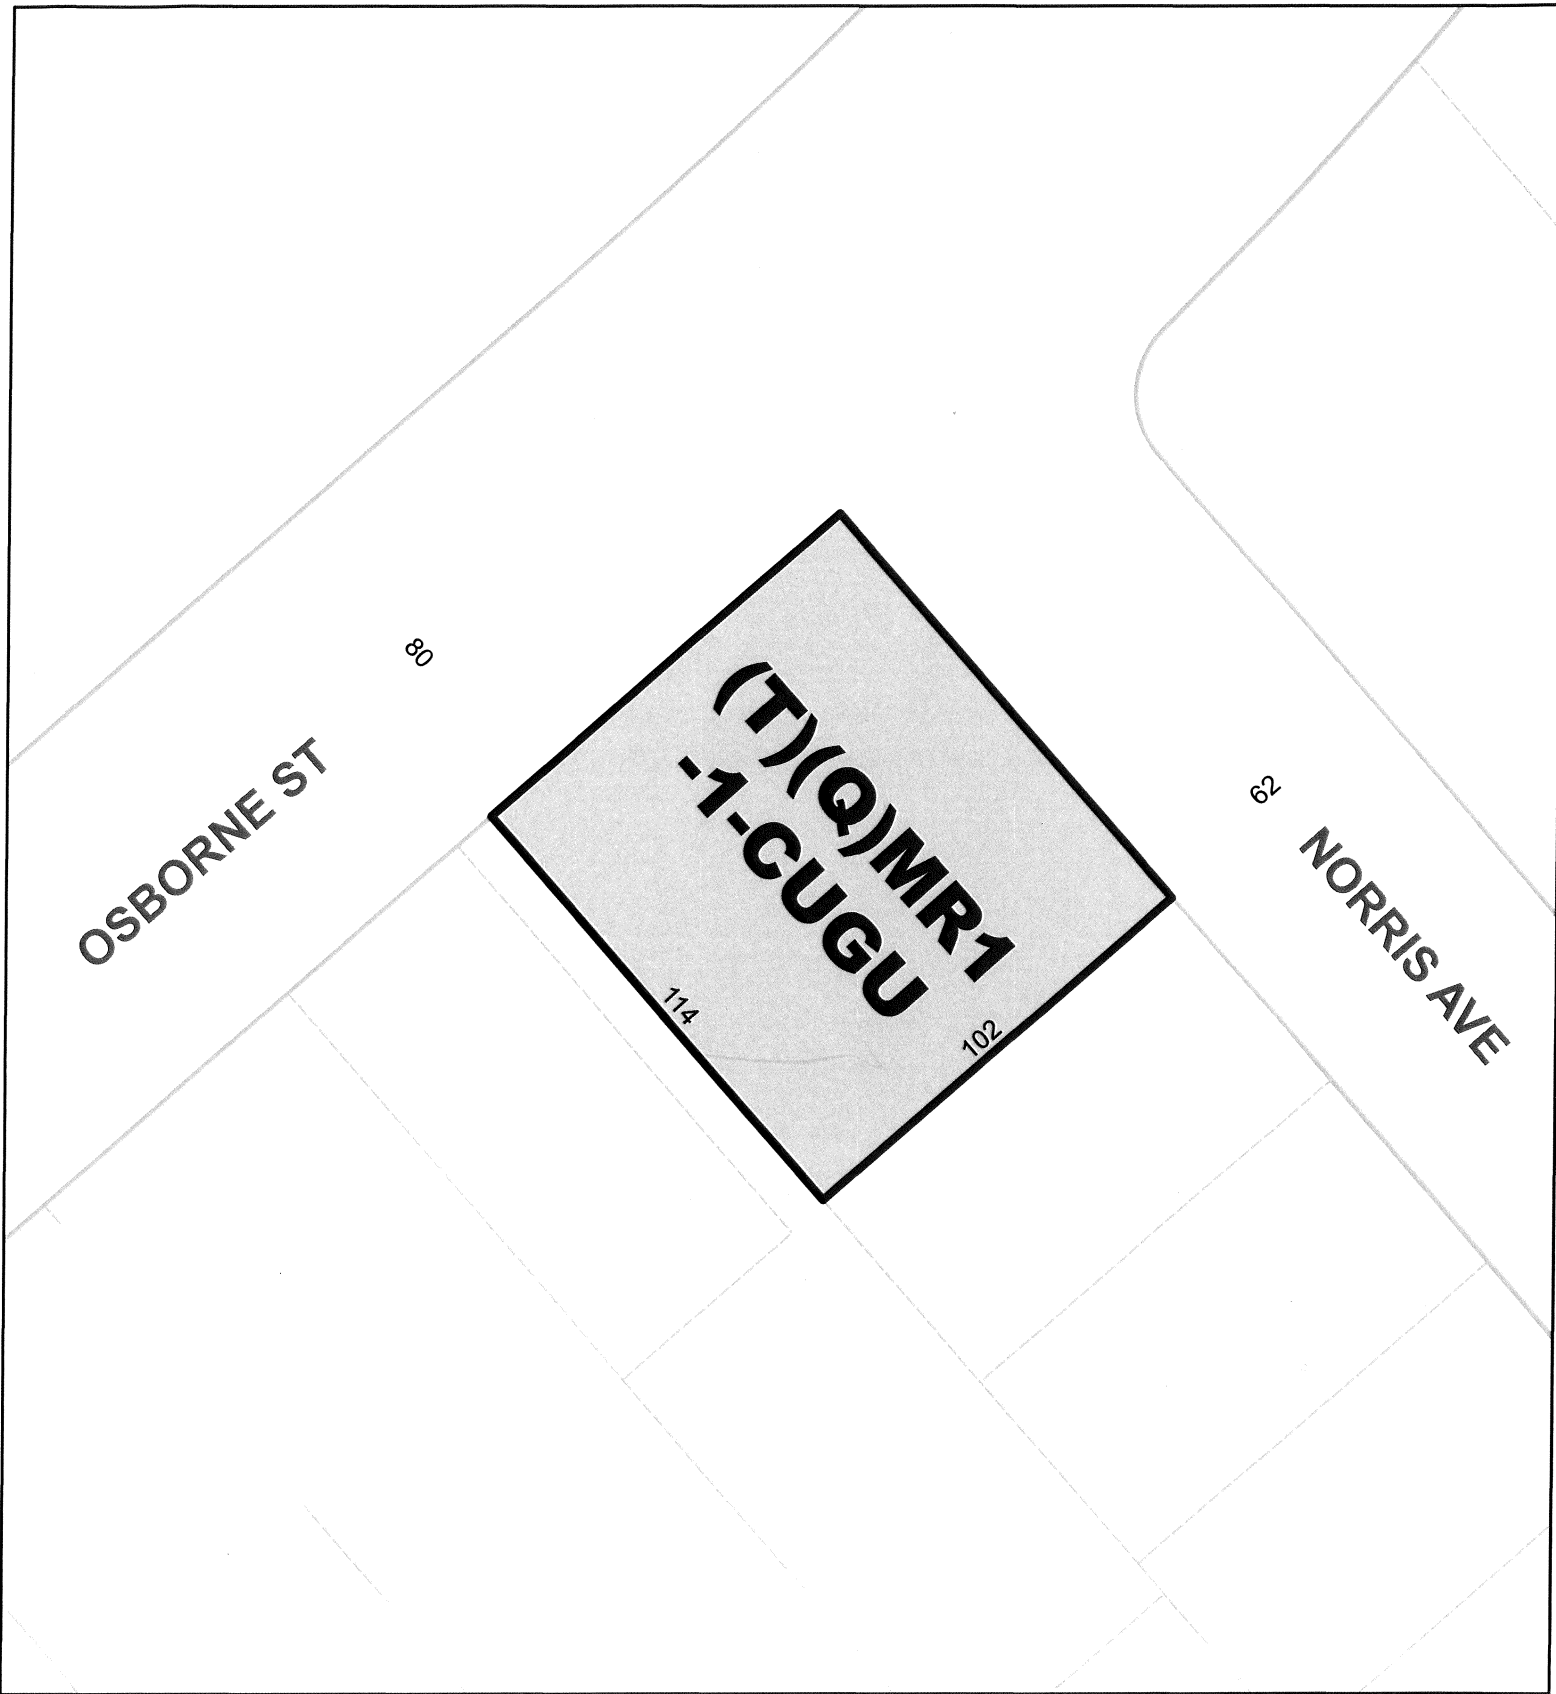 80
OSBORNE ST
(T)(Q)MR1
-1-CUGU
62
NORRIS AVE
114
102